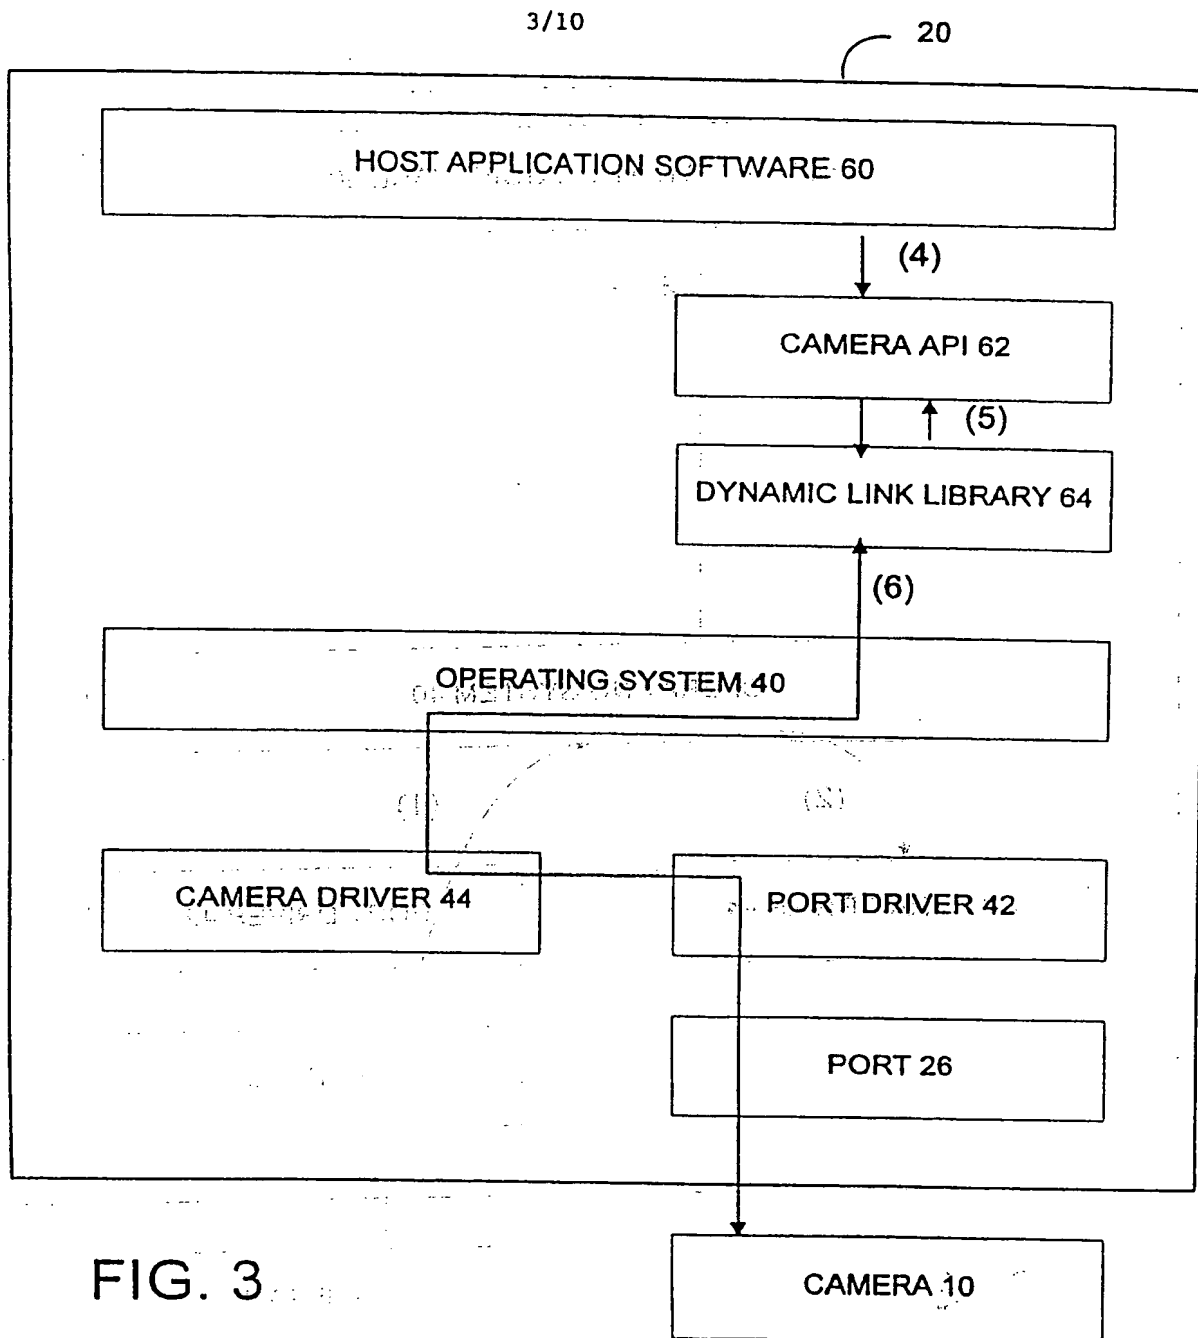 3/10
20
HOST APPLICATION SOFTWARE 60
(4)
CAMERA API 62
(5)
DYNAMIC LINK LIBRARY 64
(6)
OPERATING SYSTEM 40
CAMERA DRIVER 44
PORT DRIVER 42
PORT 26
FIG. 3
CAMERA 10